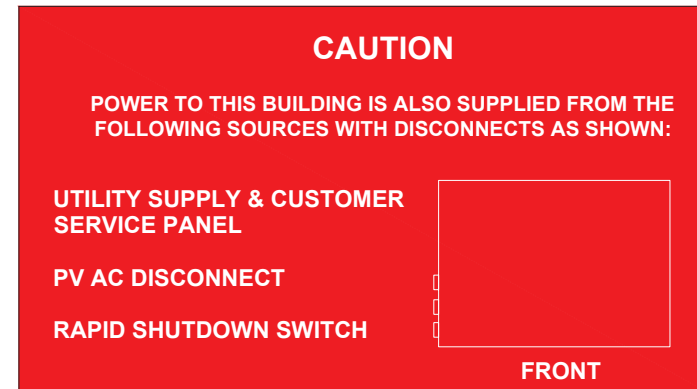 CAUTION
POWER TO THIS BUILDING IS ALSO SUPPLIED FROM THE
FOLLOWING SOURCES WITH DISCONNECTS AS SHOWN:
UTILITY SUPPLY & CUSTOMER
SERVICE PANEL
PV AC DISCONNECT
RAPID SHUTDOWN SWITCH
FRONT